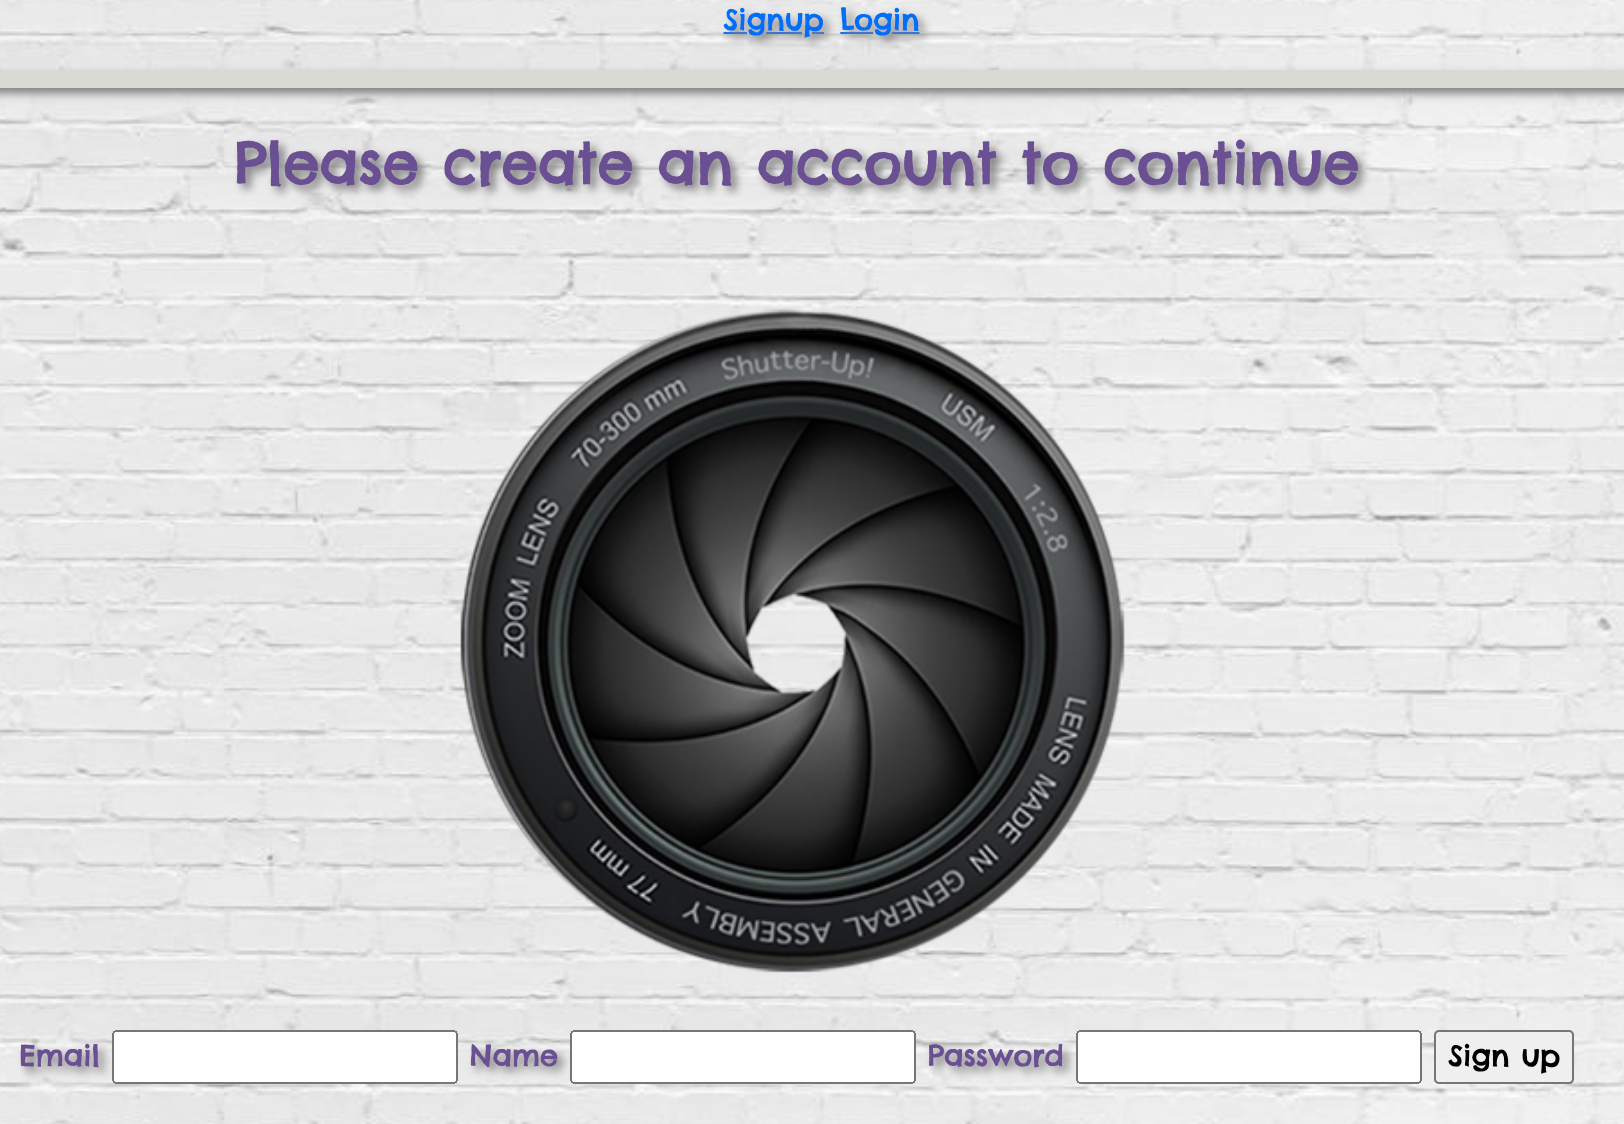 Signup Login
Please create an account to continue
Shutter-Up!
70-300 mm
USM
1:2.8
ZOOM LENS
LENS MADE IN GENERAL ASSEMBLY
77 mm
Email Name Password Sign up